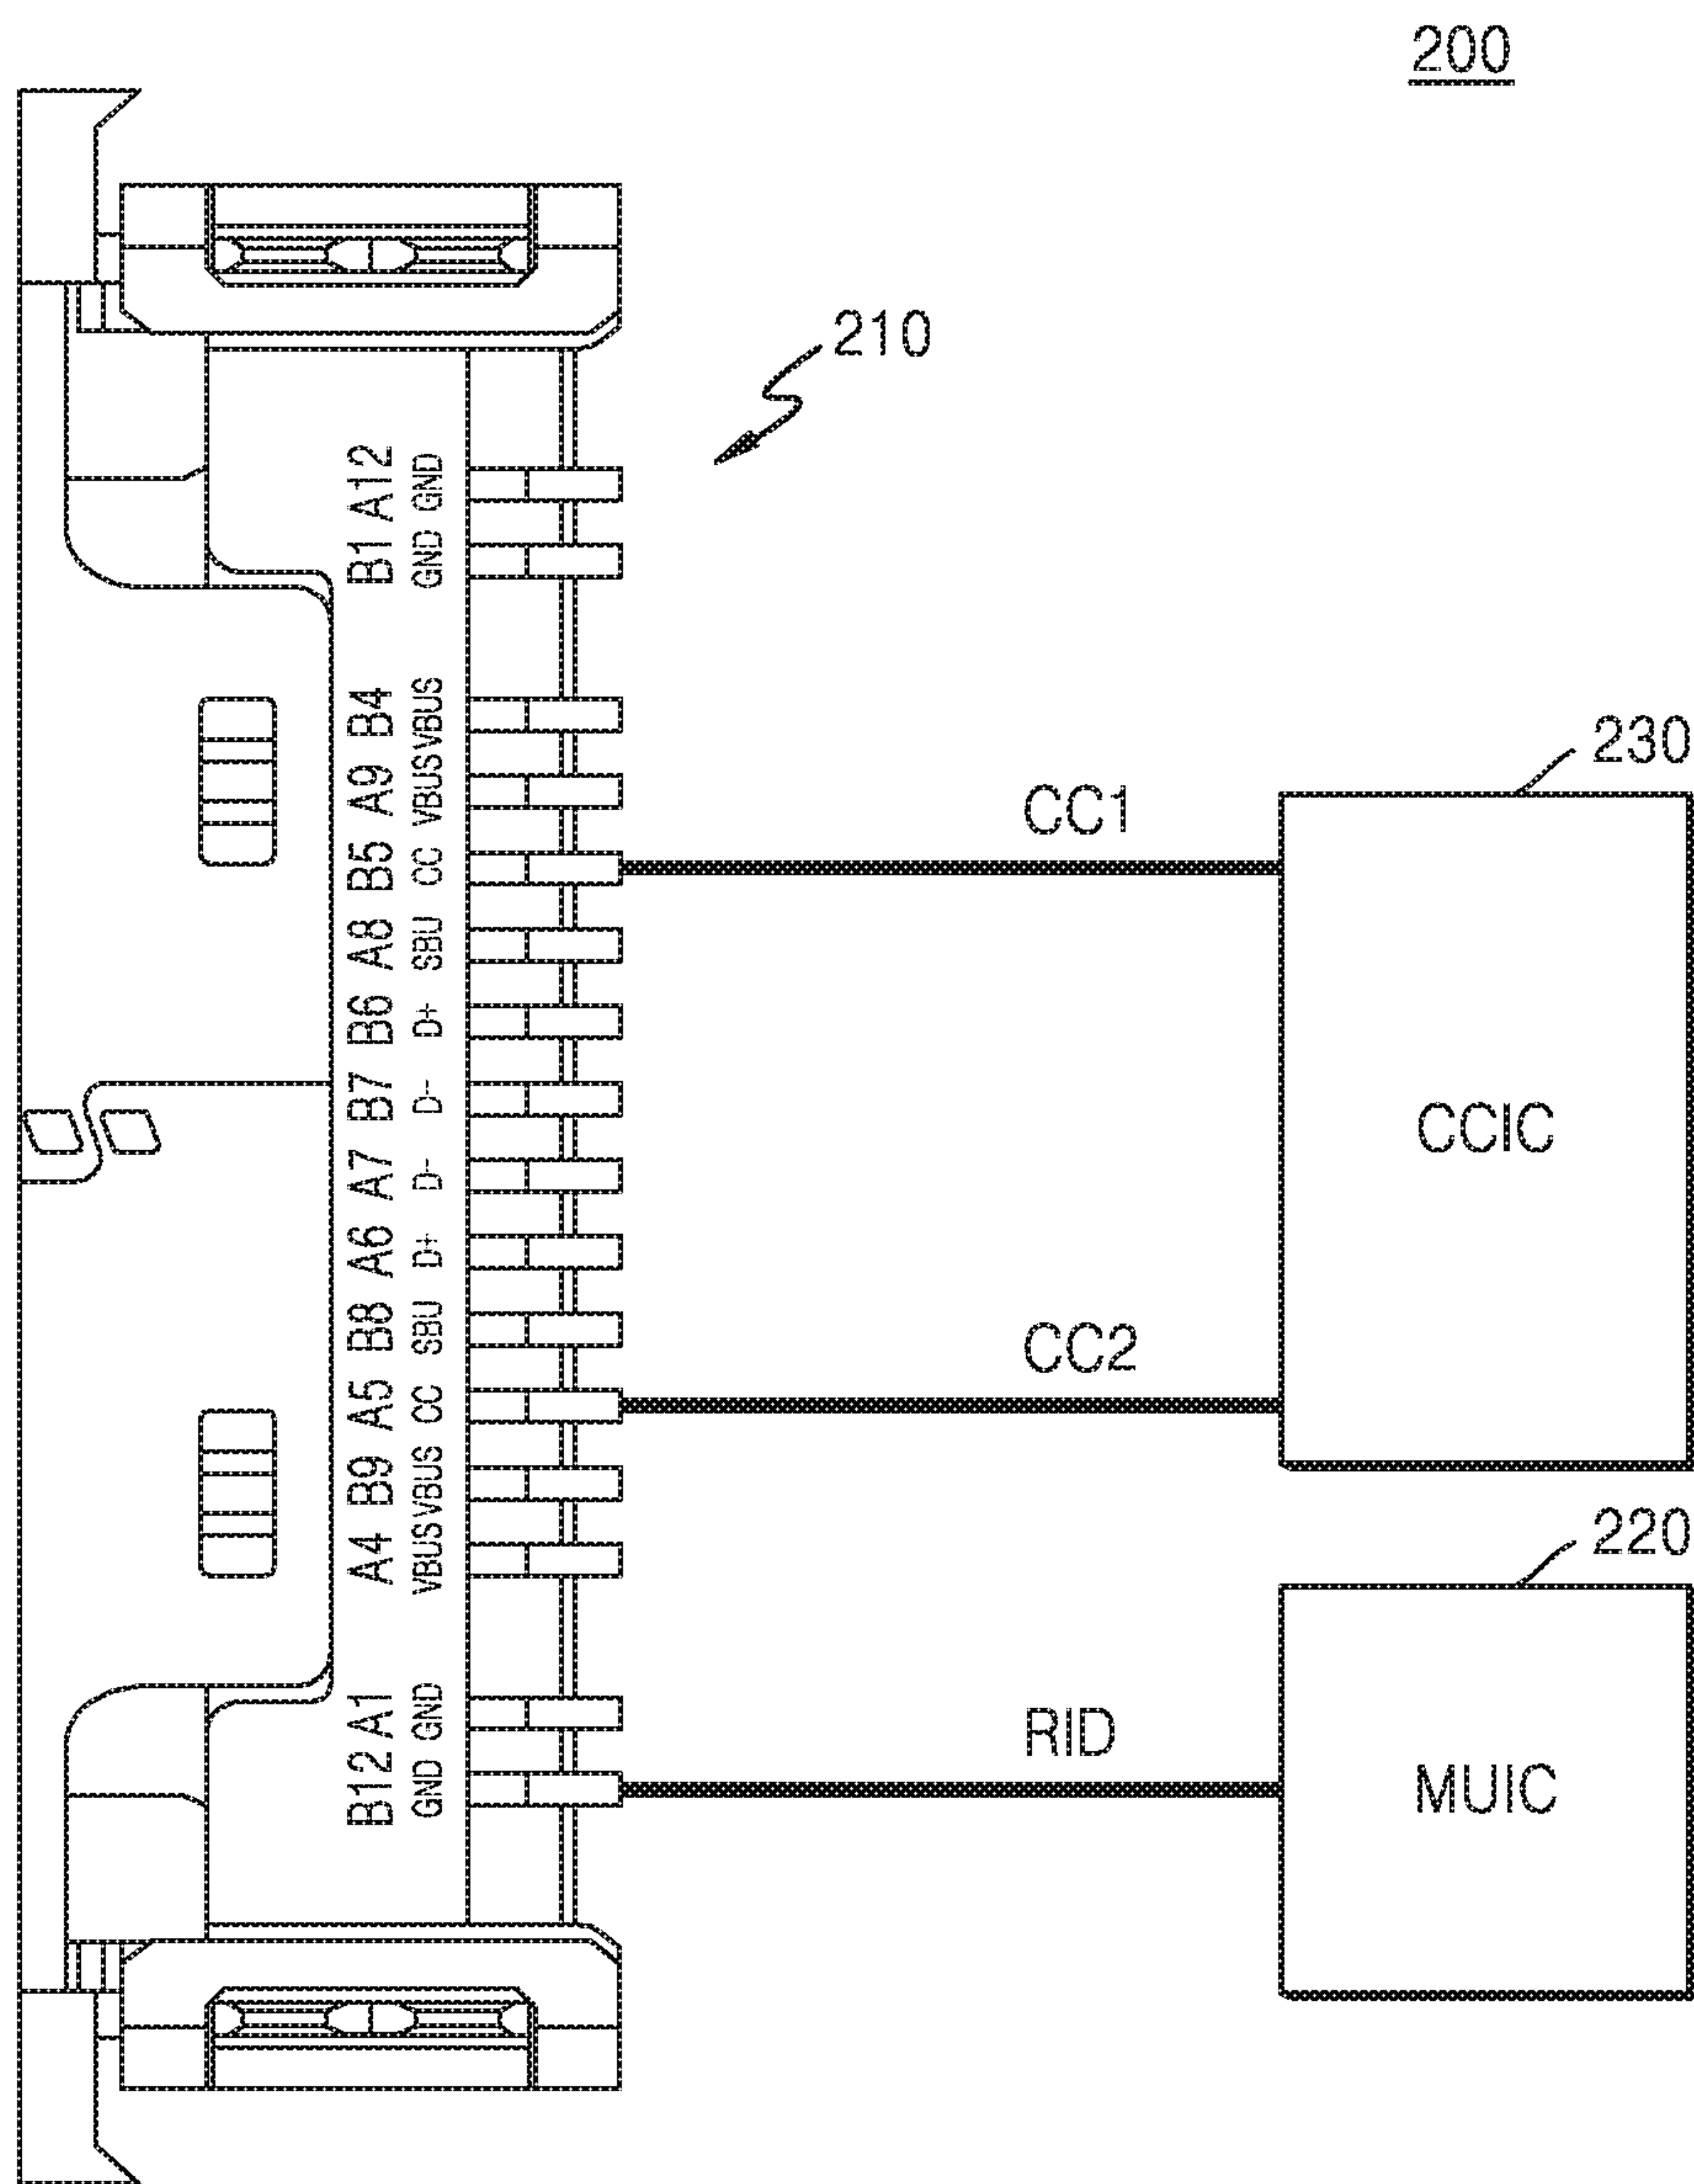 200
210
A12 GND
B1 GND
B4 VBUS
A9 VBUS
B5 CC
A8 SBU
B6 D+
B7 D-
A7 D-
A6 D+
B8 SBU
A5 CC
B9 VBUS
A4 VBUS
A1 GND
B12 GND
CC1
230
CCIC
CC2
220
RID
MUIC